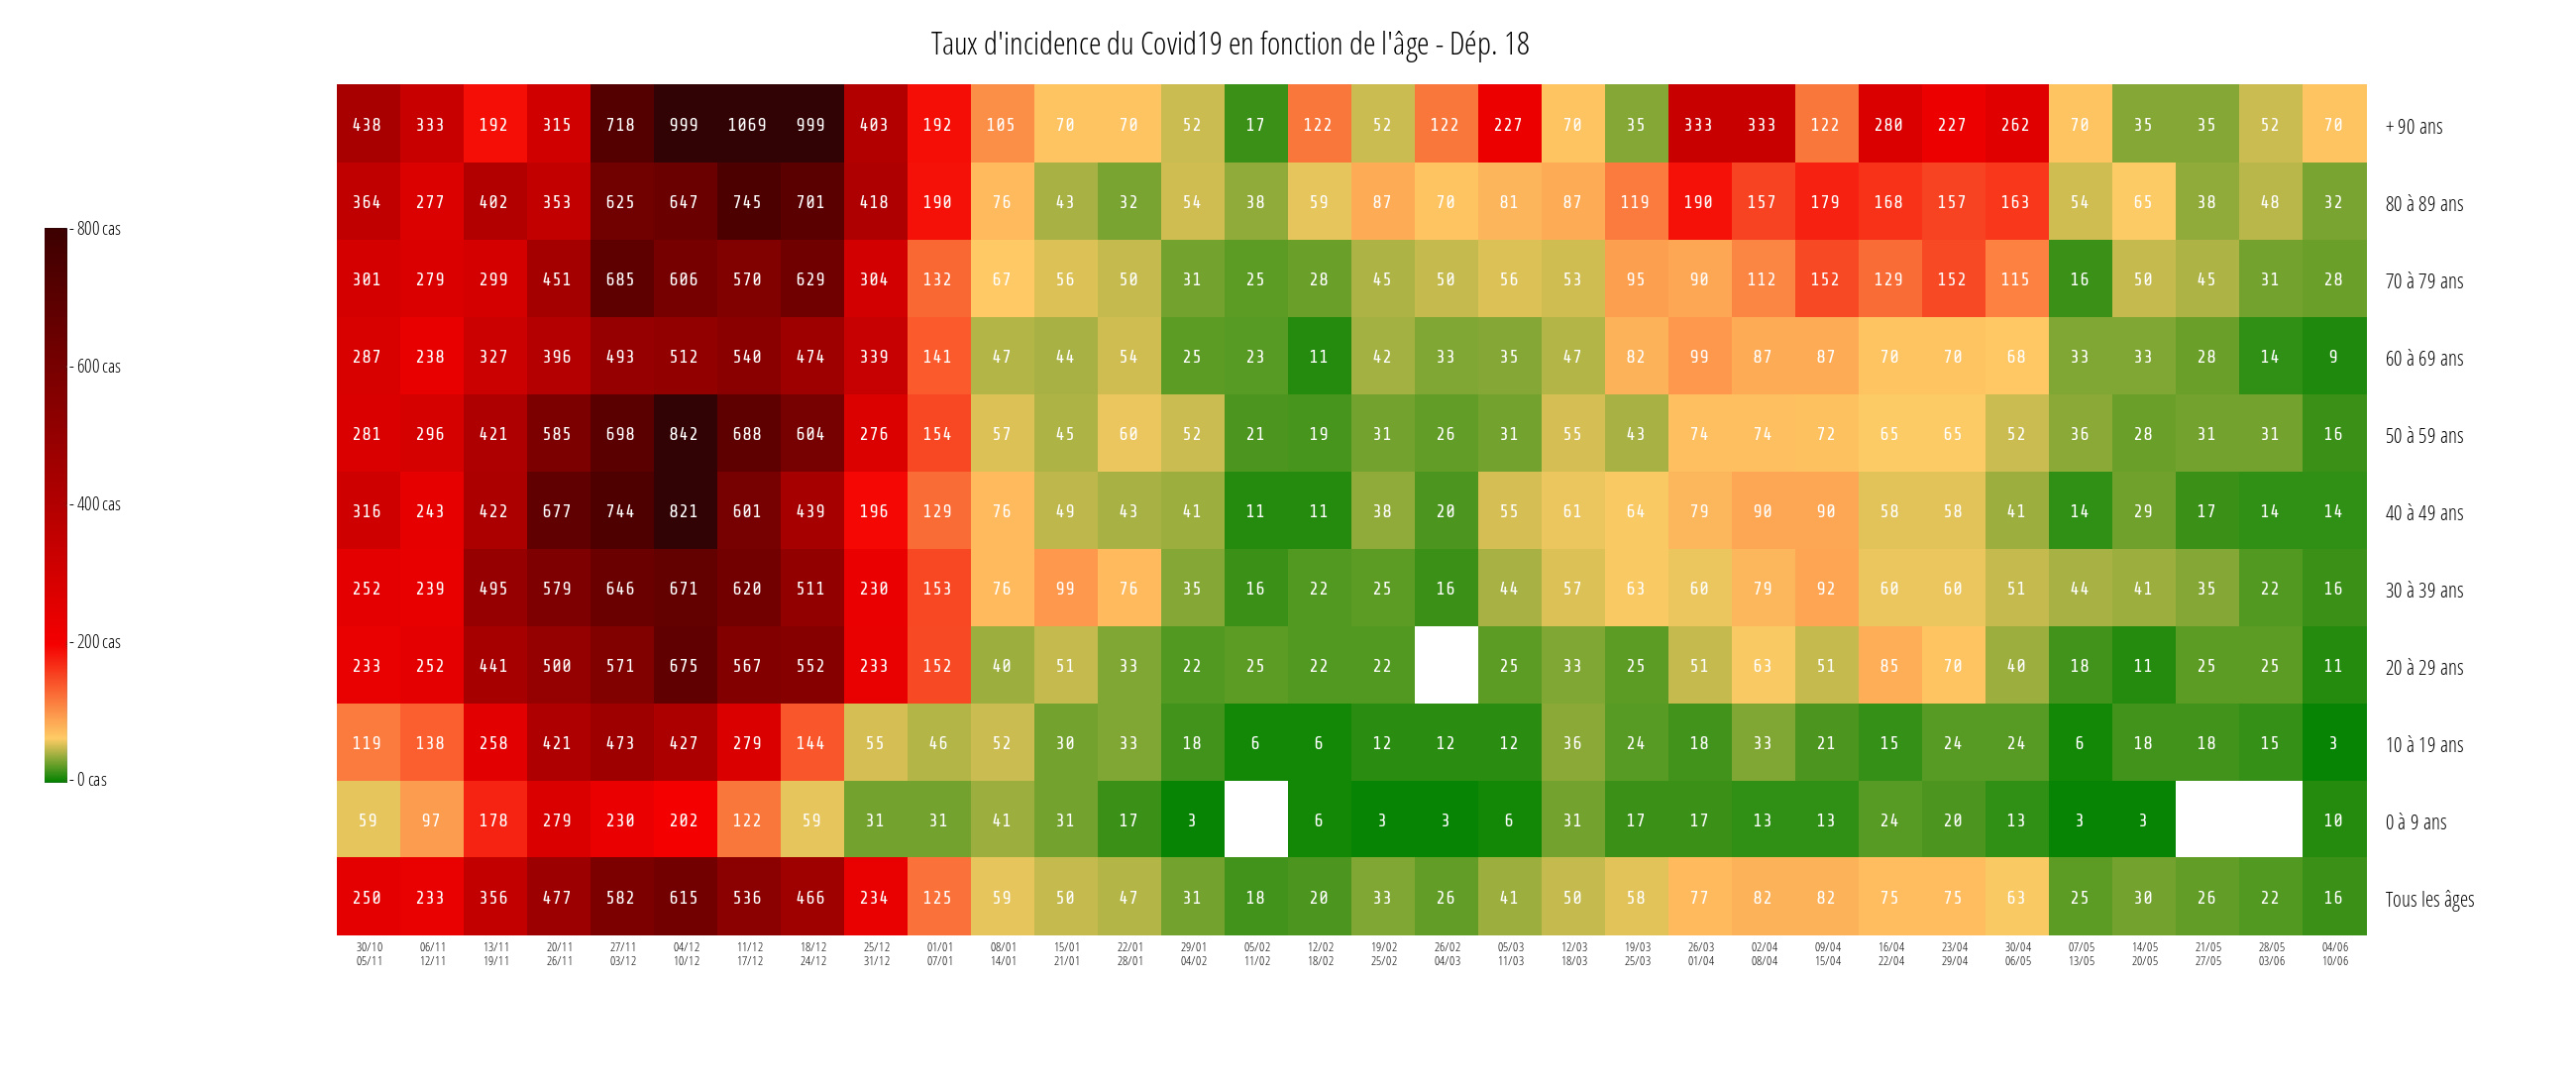 Taux d'incidence du Covid19 en fonction de l'âge - Dép. 18
- 800 cas
- 600 cas
- 400 cas
- 200 cas
- 0 cas
438 333 192 315 718 999 1069 999 403 192 105 70 70 52 17 122 52 122 227 70 35 333 333 122 280 227 262 70 35 35 52 70 + 90 ans
364 277 402 353 625 647 745 701 418 190 76 43 32 54 38 59 87 70 81 87 119 190 157 179 168 157 163 54 65 38 48 32 80 à 89 ans
301 279 299 451 685 606 570 629 304 132 67 56 50 31 25 28 45 50 56 53 95 90 112 152 129 152 115 16 50 45 31 28 70 à 79 ans
287 238 327 396 493 512 540 474 339 141 47 44 54 25 23 11 42 33 35 47 82 99 87 87 70 70 68 33 33 28 14 9 60 à 69 ans
281 296 421 585 698 842 688 604 276 154 57 45 60 52 21 19 31 26 31 55 43 74 74 72 65 65 52 36 28 31 31 16 50 à 59 ans
316 243 422 677 744 821 601 439 196 129 76 49 43 41 11 11 38 20 55 61 64 79 90 90 58 58 41 14 29 17 14 14 40 à 49 ans
252 239 495 579 646 671 620 511 230 153 76 99 76 35 16 22 25 16 44 57 63 60 79 92 60 60 51 44 41 35 22 16 30 à 39 ans
233 252 441 500 571 675 567 552 233 152 40 51 33 22 25 22 22 25 33 25 51 63 51 85 70 40 18 11 25 25 11 20 à 29 ans
119 138 258 421 473 427 279 144 55 46 52 30 33 18 6 6 12 12 12 36 24 18 33 21 15 24 24 6 18 18 15 3 10 à 19 ans
59 97 178 279 230 202 122 59 31 31 41 31 17 3 6 3 3 6 31 17 17 13 13 24 20 13 3 3 10 0 à 9 ans
250 233 356 477 582 615 536 466 234 125 59 50 47 31 18 20 33 26 41 50 58 77 82 82 75 75 63 25 30 26 22 16 Tous les âges
30/10 06/11 13/11 20/11 27/11 04/12 11/12 18/12 25/12 01/01 08/01 15/01 22/01 29/01 05/02 12/02 19/02 26/02 05/03 12/03 19/03 26/03 02/04 09/04 16/04 23/04 30/04 07/05 14/05 21/05 28/05 04/06
05/11 12/11 19/11 26/11 03/12 10/12 17/12 24/12 31/12 07/01 14/01 21/01 28/01 04/02 11/02 18/02 25/02 04/03 11/03 18/03 25/03 01/04 08/04 15/04 22/04 29/04 06/05 13/05 20/05 27/05 03/06 10/06